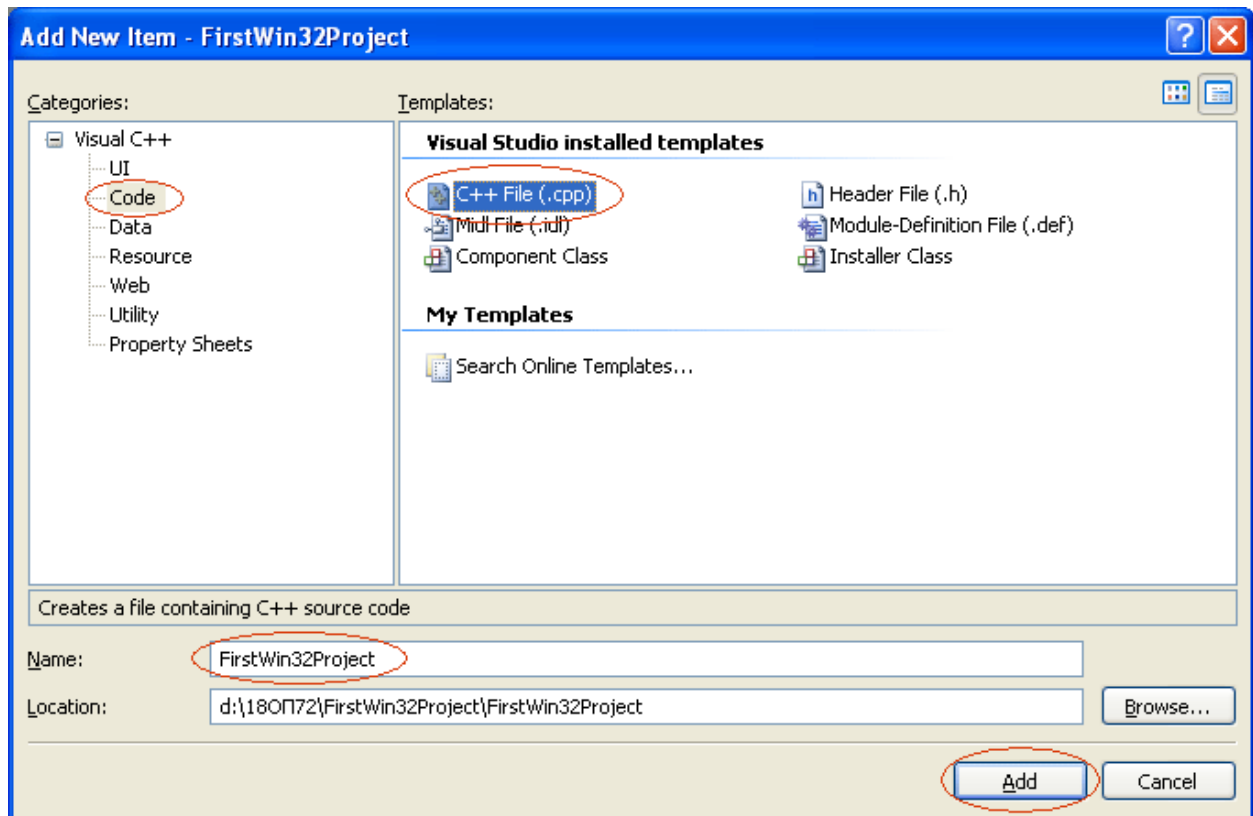 Add New Item - FirstWin32Project
Categories:
Templates:
Visual C++
UI
Code
Data
Resource
Web
Utility
Property Sheets
Visual Studio installed templates
C++ File (.cpp)
Header File (.h)
Midl File (.idl)
Module-Definition File (.def)
Component Class
Installer Class
My Templates
Search Online Templates...
Creates a file containing C++ source code
Name:
FirstWin32Project
Location:
d:\18ОП72\FirstWin32Project\FirstWin32Project
Browse...
Add
Cancel